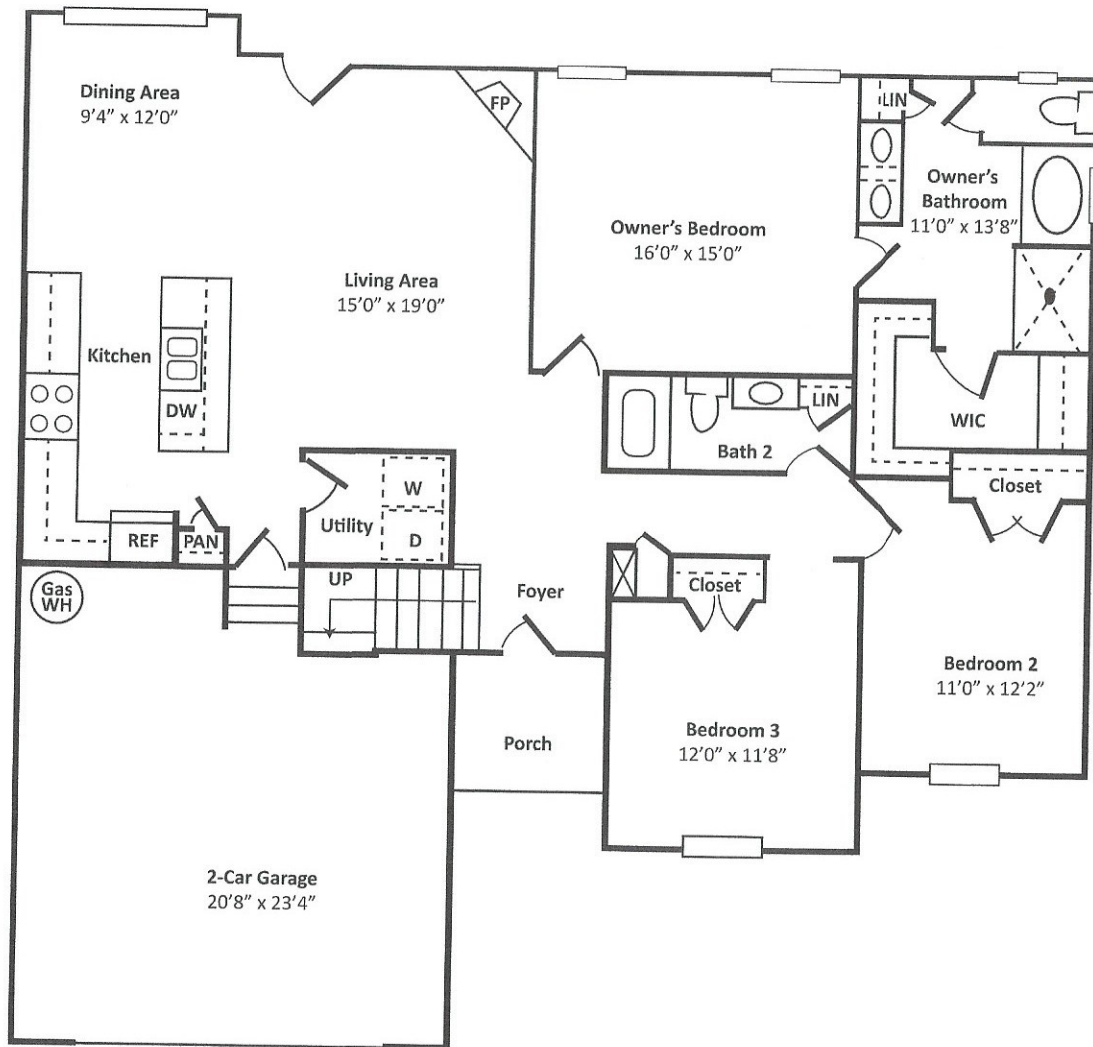 Dining Area
9’4” x 12’0”
FP
LIN
Owner’s
Bathroom
11’0” x 13’8”
Owner’s Bedroom
16’0” x 15’0”
Living Area
15’0” x 19’0”
Kitchen
DW
LIN
WIC
Bath 2
Closet
W
Utility
D
REF
PAN
UP
Gas
WH
Foyer
Closet
Bedroom 2
11’0” x 12’2”
Bedroom 3
12’0” x 11’8”
Porch
2-Car Garage
20’8” x 23’4”